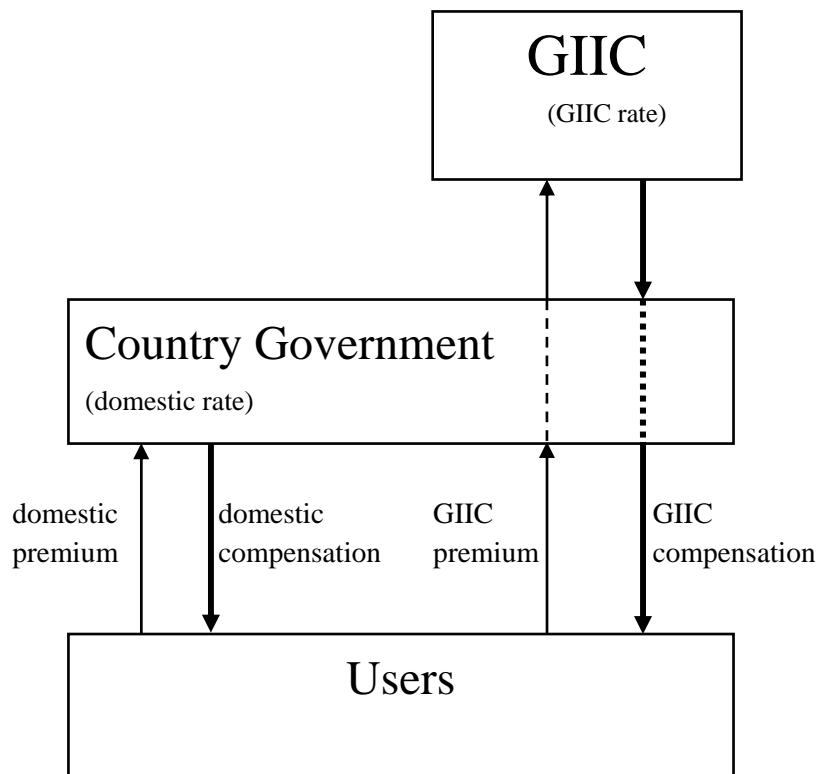 GIIC
(GIIC rate)
Country Government
(domestic rate)
domestic
premium
domestic
compensation
GIIC
premium
GIIC
compensation
Users